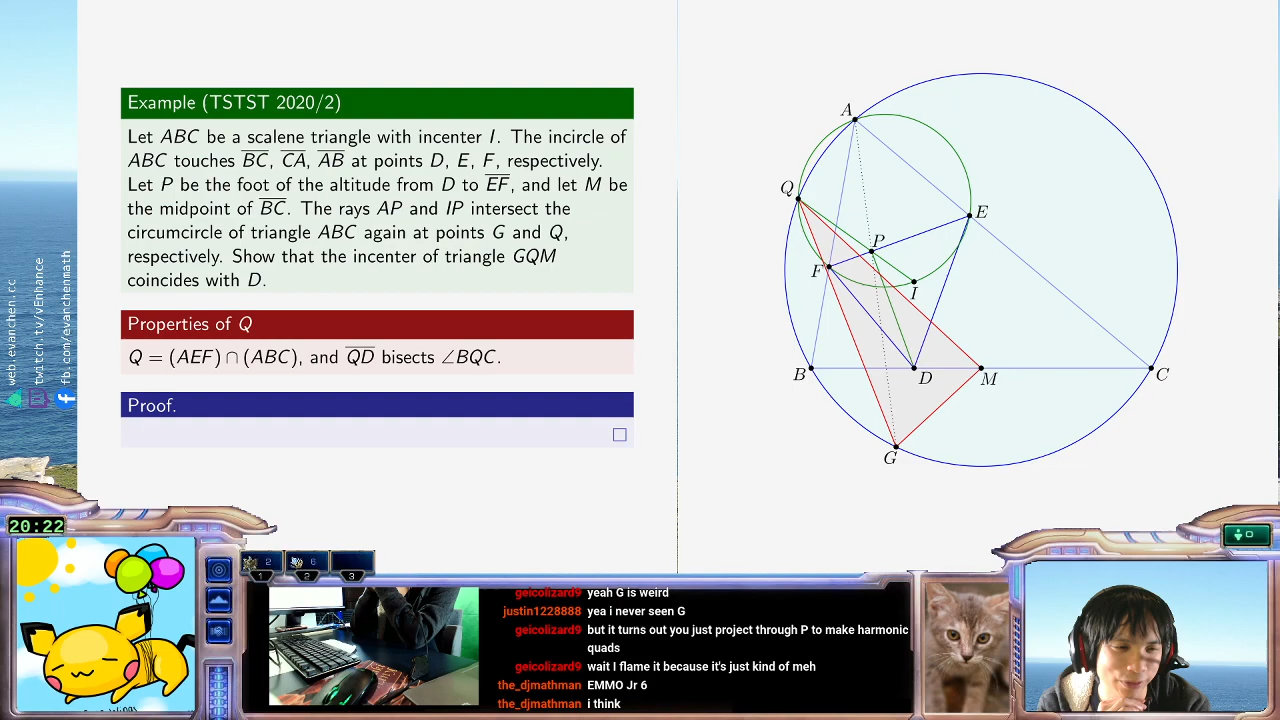 Example (TSTST 2020/2)
Let ABC be a scalene triangle with incenter I. The incircle of
ABC touches BC, CA, AB at points D, E, F, respectively.
Let P be the foot of the altitude from D to EF, and let M be
the midpoint of BC. The rays AP and IP intersect the
circumcircle of triangle ABC again at points G and Q,
respectively. Show that the incenter of triangle GQM
coincides with D.
Properties of Q
Q = (AEF) ∩ (ABC), and QD bisects ∠BQC.
Proof.
□
web.evanchen.cc
twitch.tv/vEnhance
fb.com/evanchenmath
A
Q
E
P
F
I
B
D
M
C
G
20:22
2
6
1
2
3
geicolizard9 yeah G is weird
justin1228888 yea i never seen G
geicolizard9 but it turns out you just project through P to make harmonic
quads
geicolizard9 wait I flame it because it's just kind of meh
the_djmathman EMMO Jr 6
the_djmathman i think